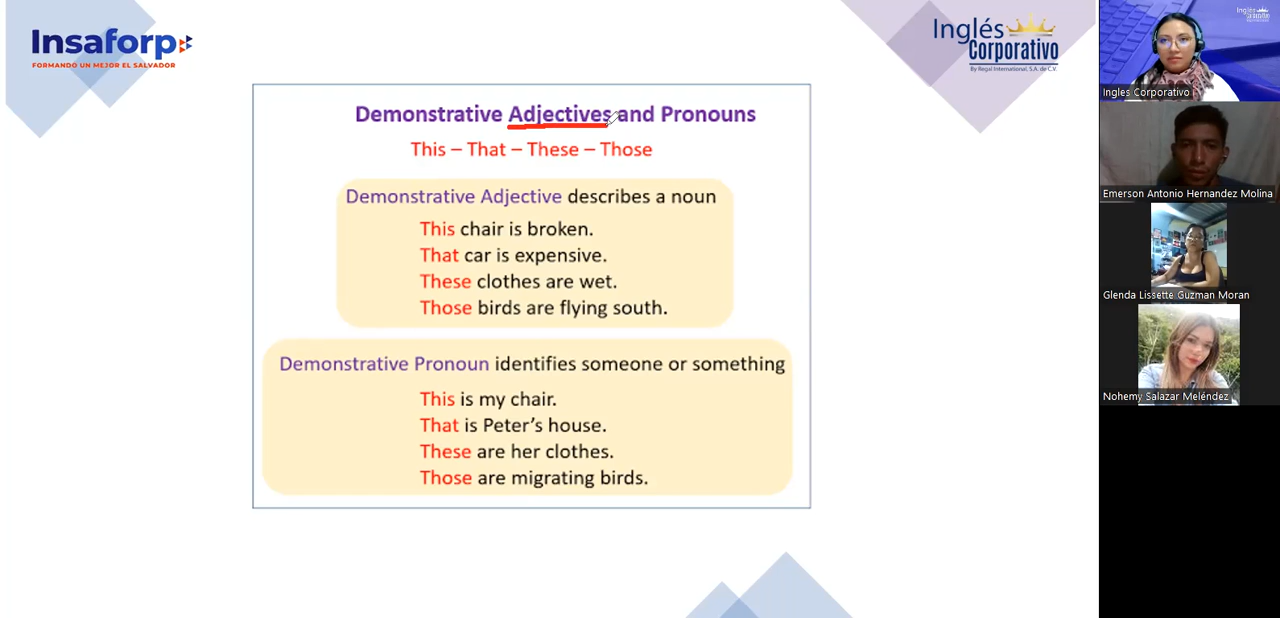 Insaforp
FORMANDO UN MEJOR EL SALVADOR
Inglés
Corporativo
By Regal International, S.A. de C.V.
Demonstrative Adjectives and Pronouns
This – That – These – Those
Demonstrative Adjective describes a noun
This chair is broken.
That car is expensive.
These clothes are wet.
Those birds are flying south.
Demonstrative Pronoun identifies someone or something
This is my chair.
That is Peter's house.
These are her clothes.
Those are migrating birds.
Inglés
Ingles Corporativo
Emerson Antonio Hernandez Molina
Glenda Lissette Guzman Moran
Nohemy Salazar Meléndez